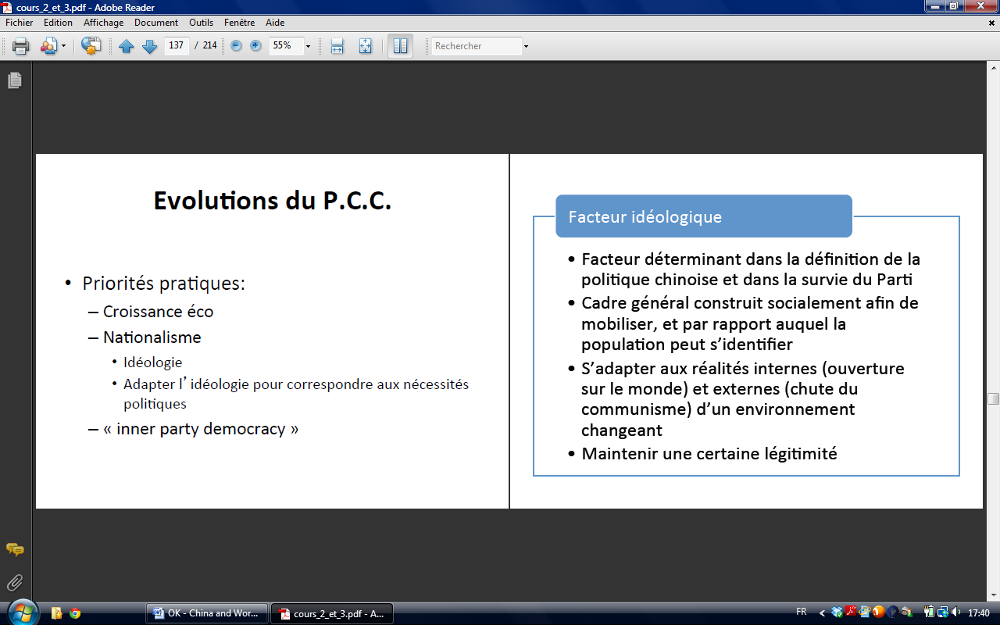 cours_2_et_3.pdf - Adobe Reader
Fichier Edition Affichage Document Outils Fenêtre Aide
137 / 214 55% Rechercher
Evolutions du P.C.C.
• Priorités pratiques:
– Croissance éco
– Nationalisme
• Idéologie
• Adapter l’ idéologie pour correspondre aux nécessités
politiques
– « inner party democracy »
Facteur idéologique
• Facteur déterminant dans la définition de la
politique chinoise et dans la survie du Parti
• Cadre général construit socialement afin de
mobiliser, et par rapport auquel la
population peut s’identifier
• S’adapter aux réalités internes (ouverture
sur le monde) et externes (chute du
communisme) d’un environnement
changeant
• Maintenir une certaine légitimité
OK - China and Wor... cours_2_et_3.pdf - A... FR 17:40